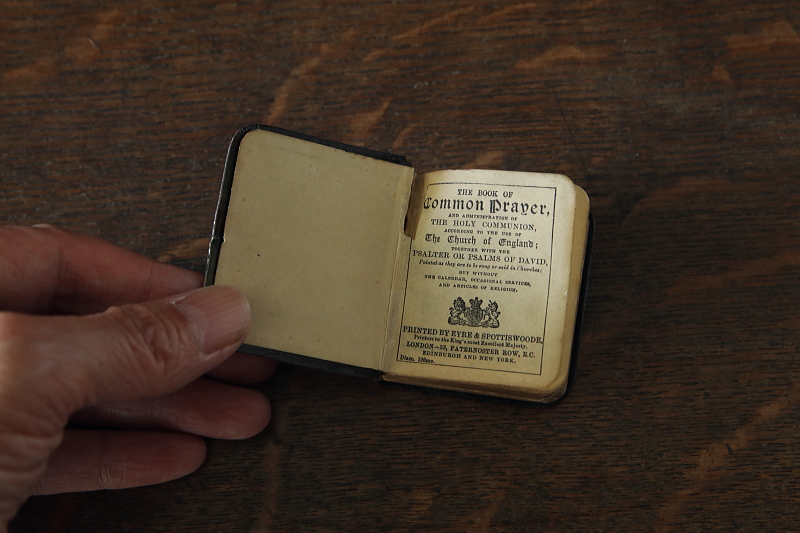 THE BOOK OF
Common Prayer,
AND ADMINISTRATION OF
THE HOLY COMMUNION,
ACCORDING TO THE USE OF
The Church of England;
TOGETHER WITH THE
PSALTER OR PSALMS OF DAVID,
Pointed as they are to be sung or said in Churches;
BUT WITHOUT
THE CALENDAR, OCCASIONAL SERVICES,
AND ARTICLES OF RELIGION.
PRINTED BY EYRE & SPOTTISWOODE,
Printers to the King's most Excellent Majesty.
LONDON—33, PATERNOSTER ROW, E.C.
EDINBURGH AND NEW YORK.
Diam. 128mo.